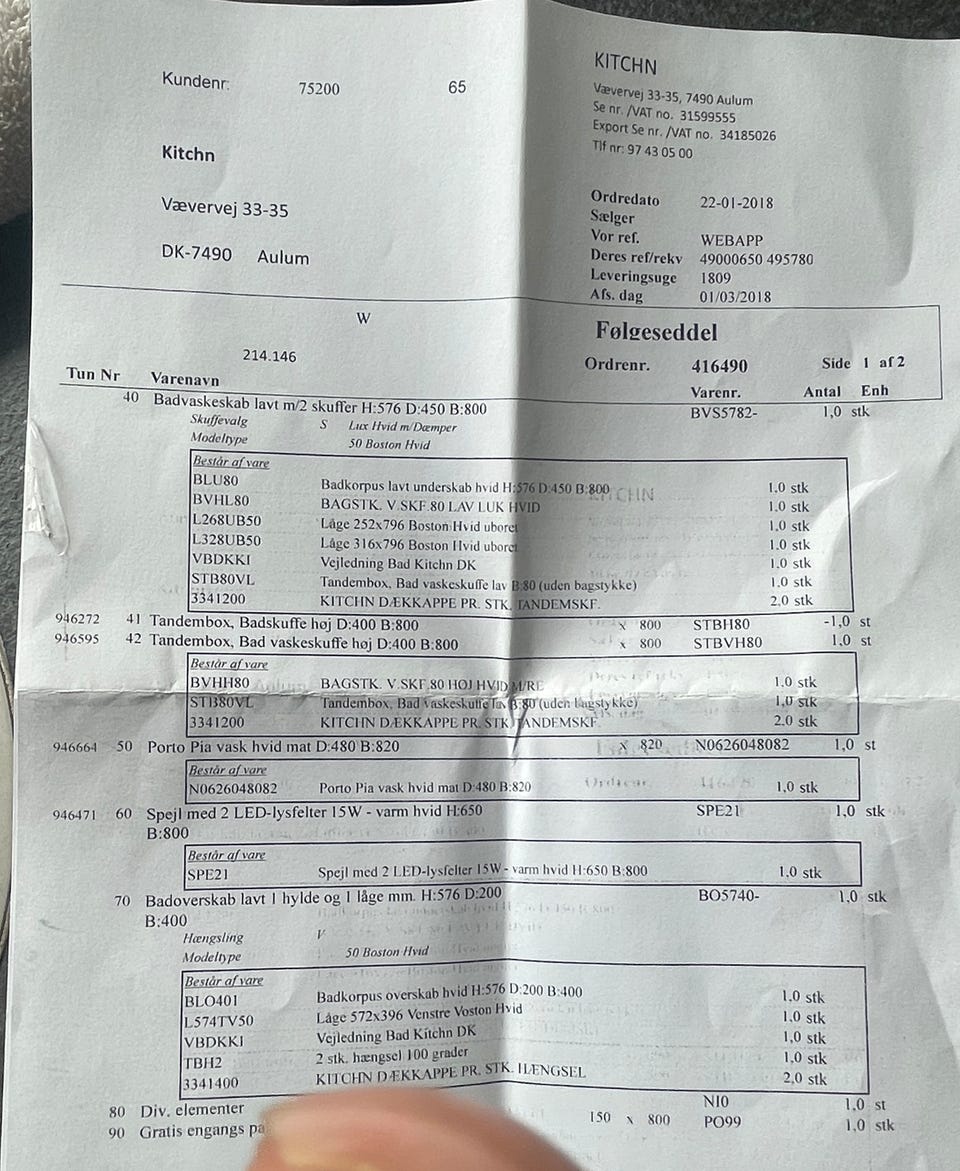 KITCHN
Kundenr: 75200 65
Vævervej 33-35, 7490 Aulum
Se nr. /VAT no. 31599555
Export Se nr. /VAT no. 34185026
Tlf nr: 97 43 05 00
Kitchn
Vævervej 33-35
DK-7490 Aulum
Ordredato 22-01-2018
Sælger
Vor ref. WEBAPP
Deres ref/rekv 49000650 495780
Leveringsuge 1809
Afs. dag 01/03/2018
W
Følgeseddel
214.146
Ordrenr. 416490 Side 1 af 2
Tun Nr Varenavn Varenr. Antal Enh
40 Badvaskeskab lavt m/2 skuffer H:576 D:450 B:800 BVS5782- 1,0 stk
Skuffevalg S Lux Hvid m/Dæmper
Modeltype 50 Boston Hvid
Består af vare
BLU80 Badkorpus lavt underskab hvid H:576 D:450 B:800 1,0 stk
BVHL80 BAGSTK. V.SKF.80 LAV LUK HVID 1,0 stk
L268UB50 Låge 252x796 Boston Hvid uboret 1,0 stk
L328UB50 Låge 316x796 Boston Hvid uboret 1,0 stk
VBDKKI Vejledning Bad Kitchn DK 1,0 stk
STB80VL Tandembox, Bad vaskeskuffe lav B:80 (uden bagstykke) 1,0 stk
3341200 KITCHN DÆKKAPPE PR. STK. TANDEMSKF. 2,0 stk
946272 41 Tandembox, Badskuffe høj D:400 B:800 x 800 STBH80 -1,0 st
946595 42 Tandembox, Bad vaskeskuffe høj D:400 B:800 x 800 STBVH80 1,0 st
Består af vare
BVHH80 BAGSTK. V.SKF.80 HØJ HVID M/RE 1,0 stk
STB80VL Tandembox, Bad vaskeskuffe lav B:80 (uden bagstykke) 1,0 stk
3341200 KITCHN DÆKKAPPE PR. STK. TANDEMSKF. 2,0 stk
946664 50 Porto Pia vask hvid mat D:480 B:820 x 820 N0626048082 1,0 st
Består af vare
N0626048082 Porto Pia vask hvid mat D:480 B:820 1,0 stk
946471 60 Spejl med 2 LED-lysfelter 15W - varm hvid H:650 SPE21 1,0 stk
B:800
Består af vare
SPE21 Spejl med 2 LED-lysfelter 15W - varm hvid H:650 B:800 1,0 stk
70 Badoverskab lavt 1 hylde og 1 låge mm. H:576 D:200 BO5740- 1,0 stk
B:400
Hængsling V
Modeltype 50 Boston Hvid
Består af vare
BLO401 Badkorpus overskab hvid H:576 D:200 B:400 1,0 stk
L574TV50 Låge 572x396 Venstre Voston Hvid 1,0 stk
VBDKKI Vejledning Bad Kitchn DK 1,0 stk
TBH2 2 stk. hængsel 100 grader 1,0 stk
3341400 KITCHN DÆKKAPPE PR. STK. HÆNGSEL 2,0 stk
80 Div. elementer NI0 1,0 st
90 Gratis engangs pa 150 x 800 PO99 1,0 stk